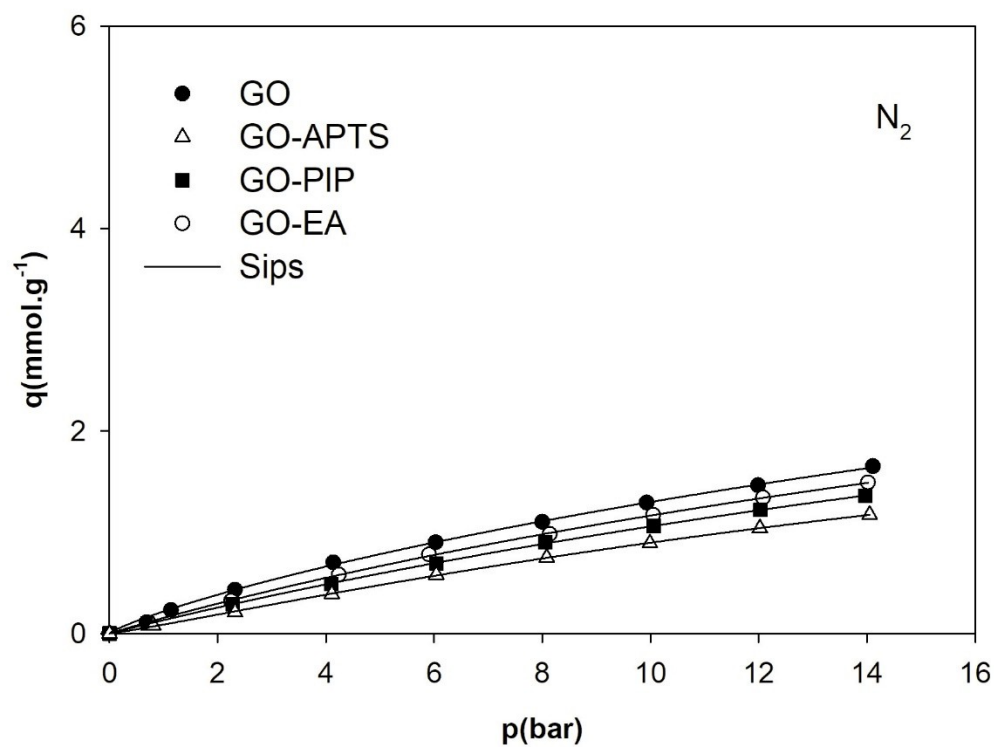 6
4
2
0
q(mmol.g⁻¹)
GO
GO-APTS
GO-PIP
GO-EA
Sips
N₂
0 2 4 6 8 10 12 14 16
p(bar)